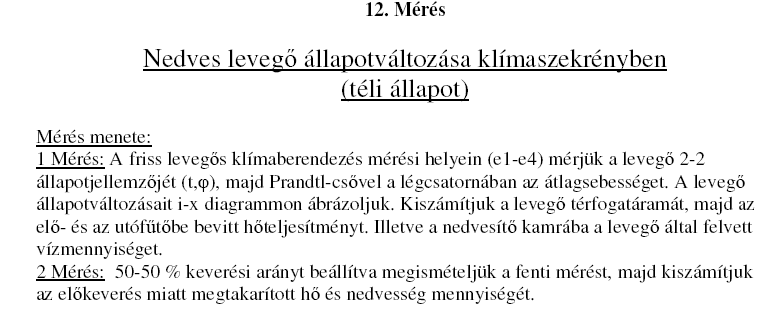 12. Mérés
Nedves levegő állapotváltozása klímaszekrényben
(téli állapot)
Mérés menete:
1 Mérés: A friss levegős klímaberendezés mérési helyein (e1-e4) mérjük a levegő 2-2
állapotjellemzőjét (t,φ), majd Prandtl-csővel a légcsatornában az átlagsebességet. A levegő
állapotváltozásait i-x diagrammon ábrázoljuk. Kiszámítjuk a levegő térfogatáramát, majd az
elő- és az utófűtőbe bevitt hőteljesítményt. Illetve a nedvesítő kamrába a levegő által felvett
vízmennyiséget.
2 Mérés: 50-50 % keverési arányt beállítva megismételjük a fenti mérést, majd kiszámítjuk
az előkeverés miatt megtakarított hő és nedvesség mennyiségét.